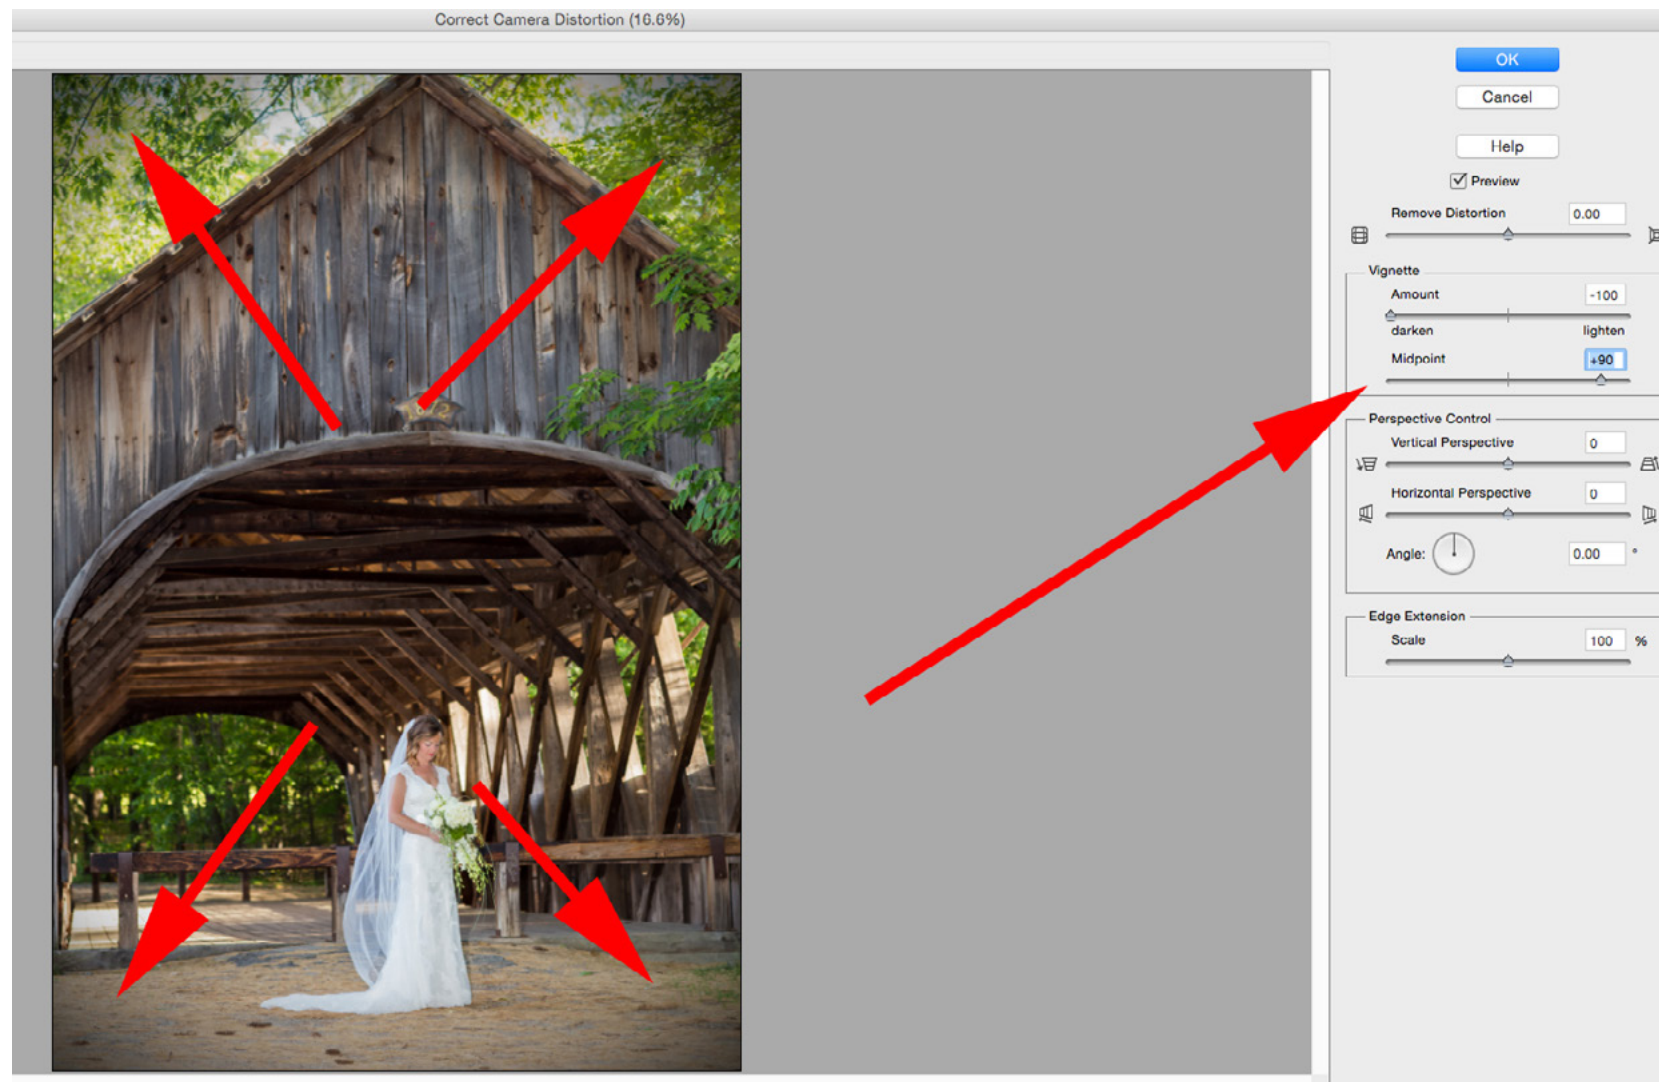 Correct Camera Distortion (16.6%)
OK
Cancel
Help
Preview
Remove Distortion 0.00
Vignette
Amount -100
darken lighten
Midpoint +90
Perspective Control
Vertical Perspective 0
Horizontal Perspective 0
Angle: 0.00 °
Edge Extension
Scale 100 %